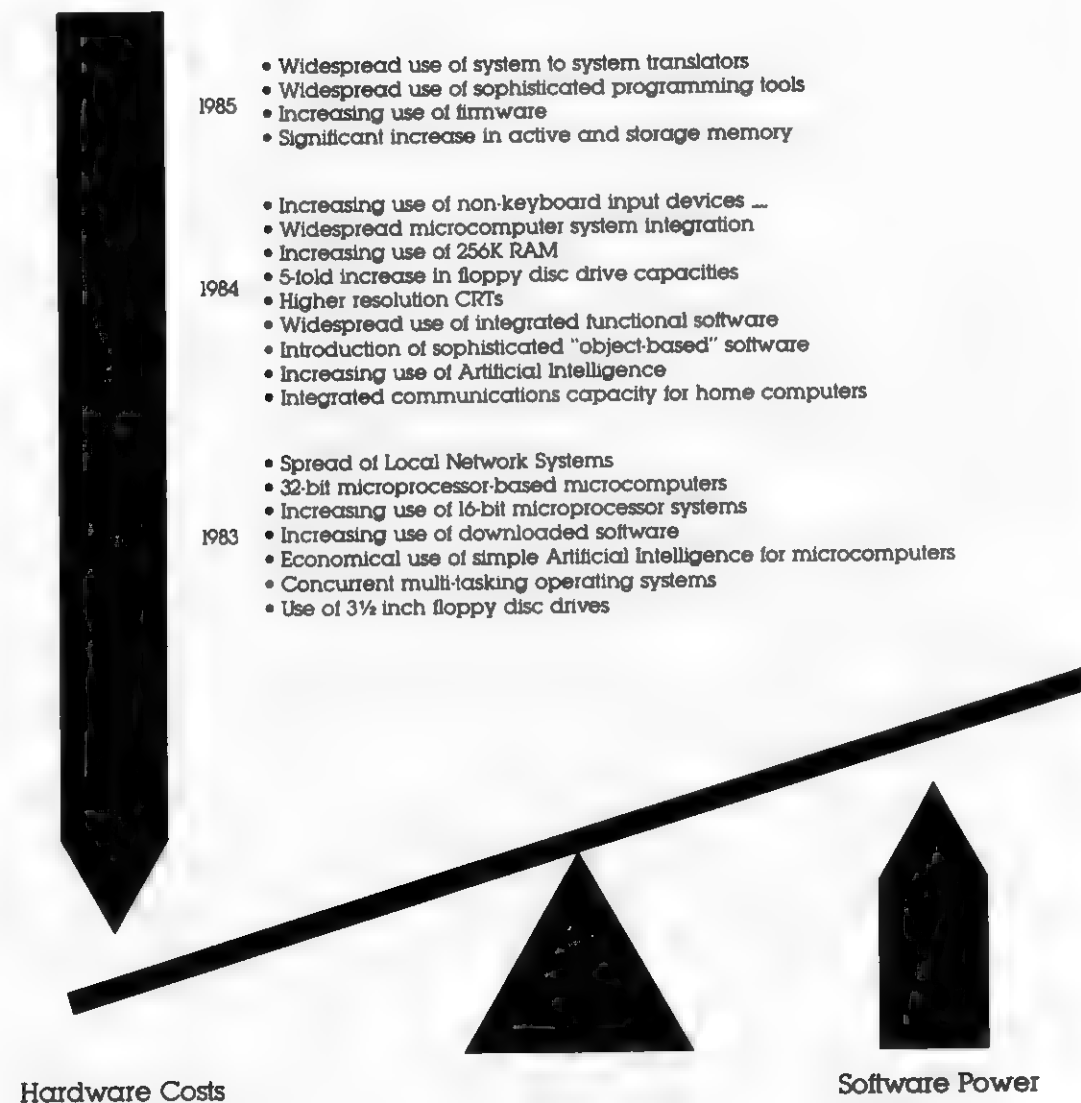 • Widespread use of system to system translators
• Widespread use of sophisticated programming tools
1985
• Increasing use of firmware
• Significant increase in active and storage memory
• Increasing use of non-keyboard input devices ...
• Widespread microcomputer system integration
• Increasing use of 256K RAM
• 5-fold increase in floppy disc drive capacities
1984
• Higher resolution CRTs
• Widespread use of integrated functional software
• Introduction of sophisticated "object-based" software
• Increasing use of Artificial Intelligence
• Integrated communications capacity for home computers
• Spread of Local Network Systems
• 32-bit microprocessor-based microcomputers
• Increasing use of 16-bit microprocessor systems
1983
• Increasing use of downloaded software
• Economical use of simple Artificial Intelligence for microcomputers
• Concurrent multi-tasking operating systems
• Use of 3½ inch floppy disc drives
Hardware Costs
Software Power